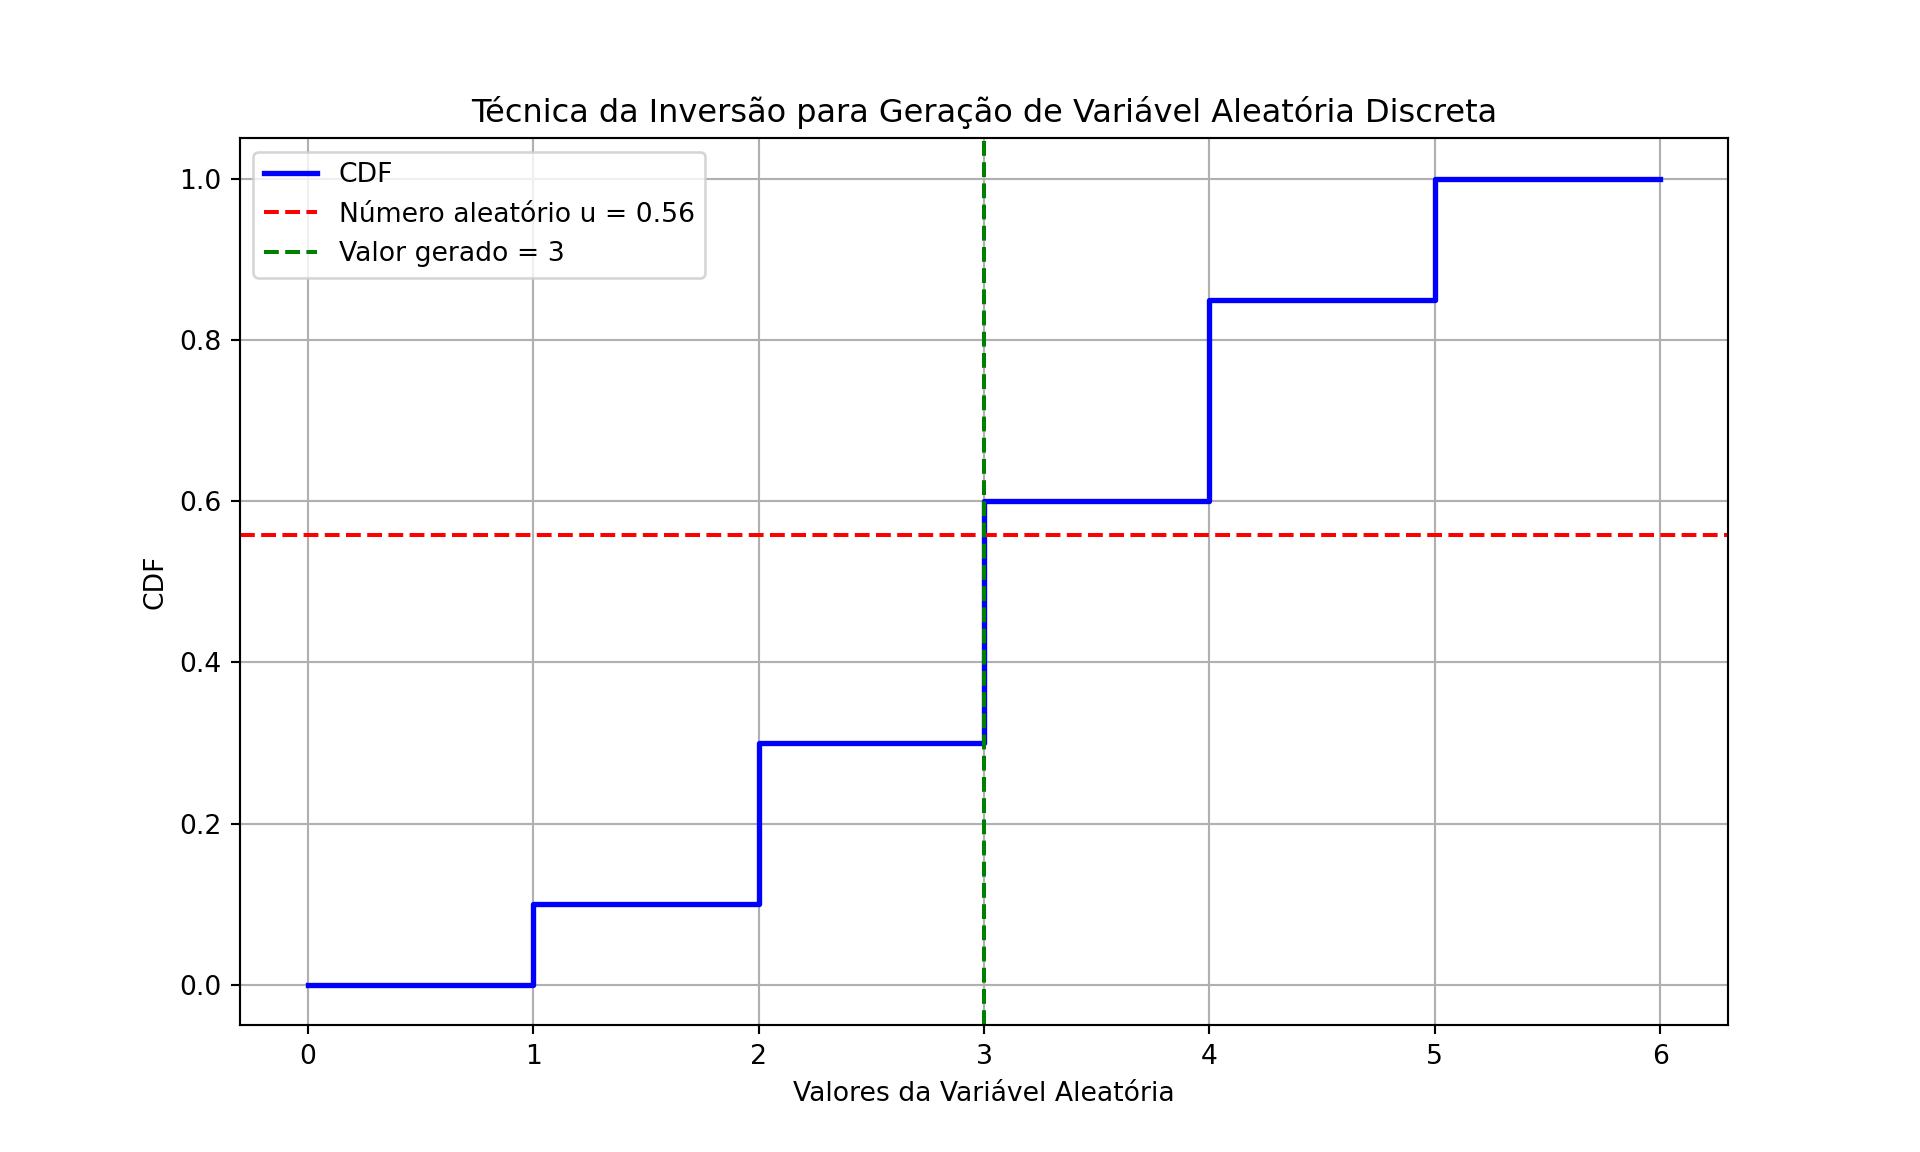 Técnica da Inversão para Geração de Variável Aleatória Discreta
CDF
Número aleatório u = 0.56
Valor gerado = 3
1.0
0.8
0.6
0.4
0.2
0.0
CDF
0 1 2 3 4 5 6
Valores da Variável Aleatória